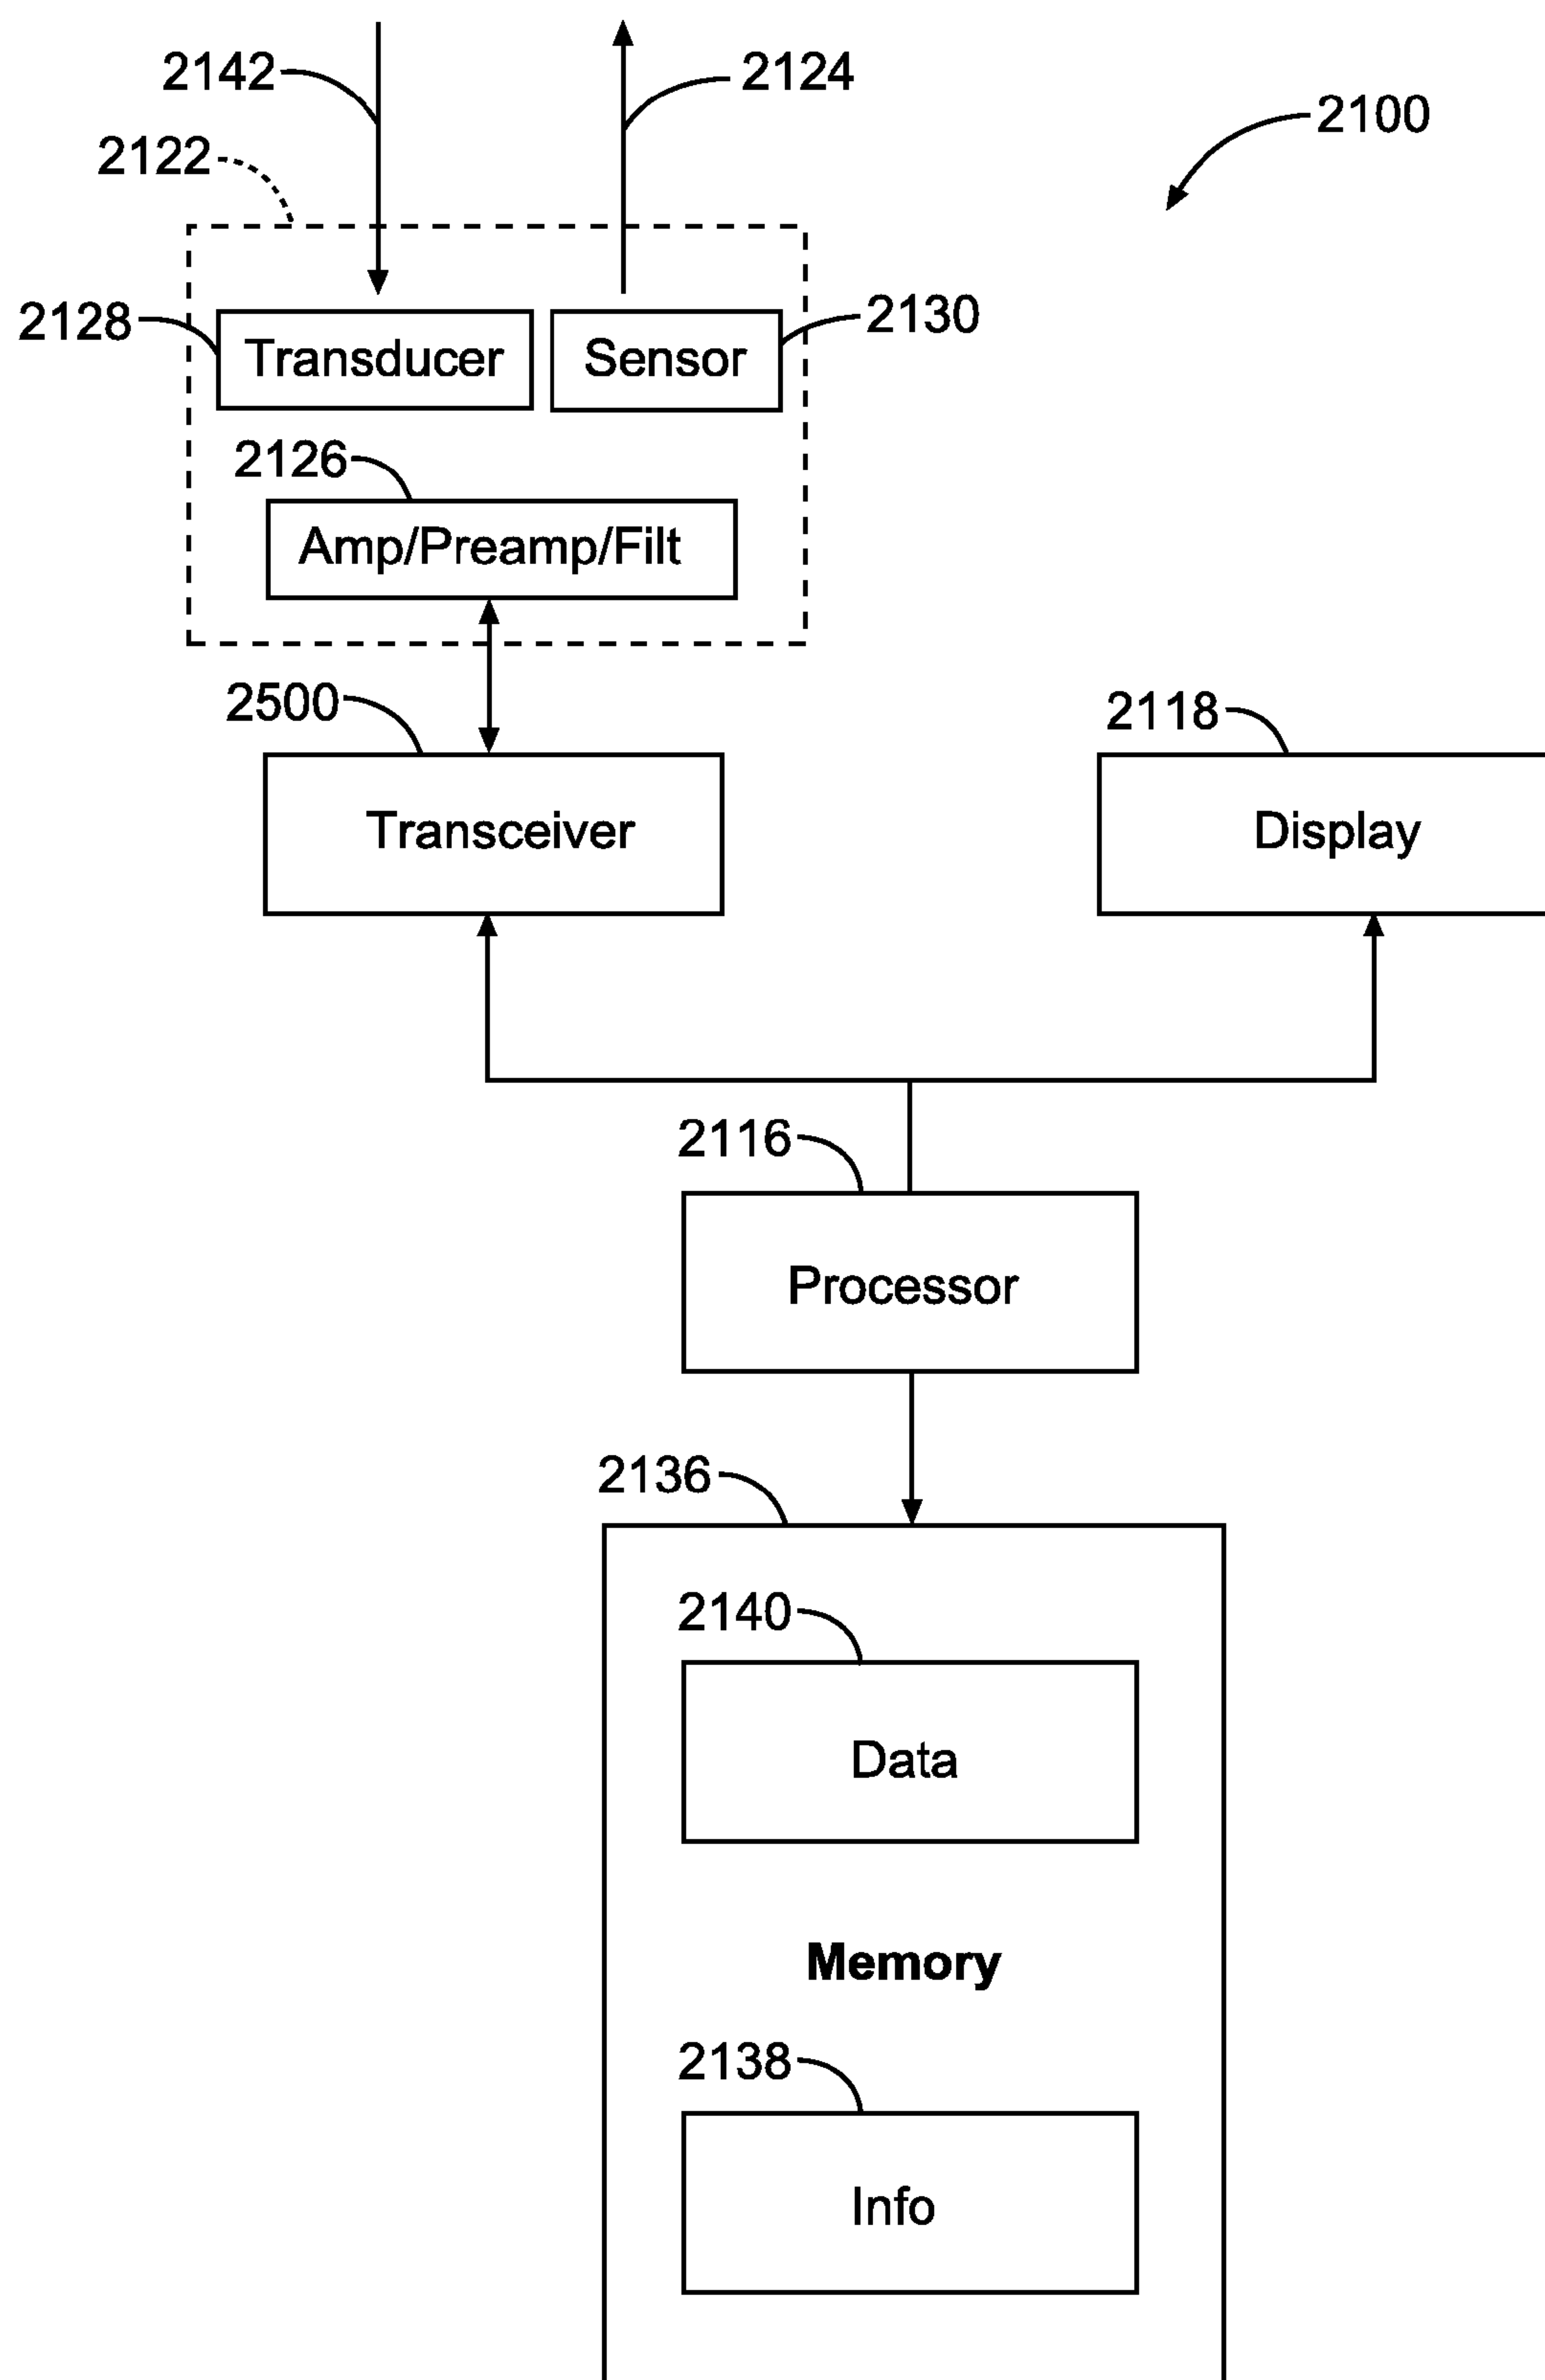 2142
2124
2100
2122
2128
Transducer
Sensor
2130
2126
Amp/Preamp/Filt
2500
2118
Transceiver
Display
2116
Processor
2136
2140
Data
Memory
2138
Info